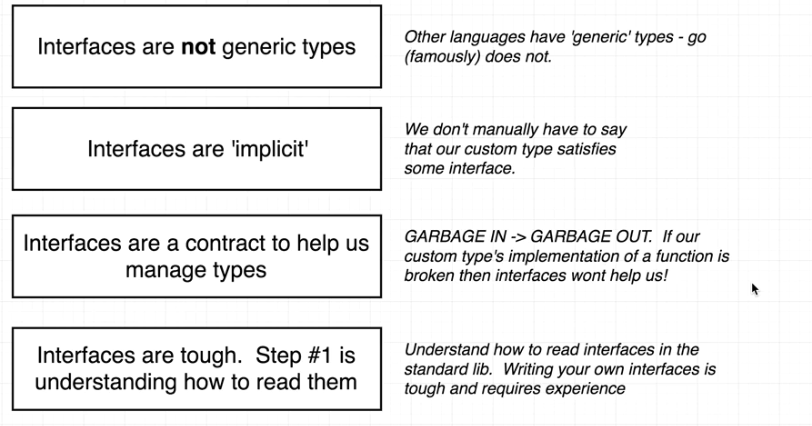 Interfaces are not generic types
Other languages have 'generic' types - go
(famously) does not.
Interfaces are 'implicit'
We don't manually have to say
that our custom type satisfies
some interface.
Interfaces are a contract to help us
manage types
GARBAGE IN -> GARBAGE OUT.  If our
custom type's implementation of a function is
broken then interfaces wont help us!
Interfaces are tough.  Step #1 is
understanding how to read them
Understand how to read interfaces in the
standard lib.  Writing your own interfaces is
tough and requires experience